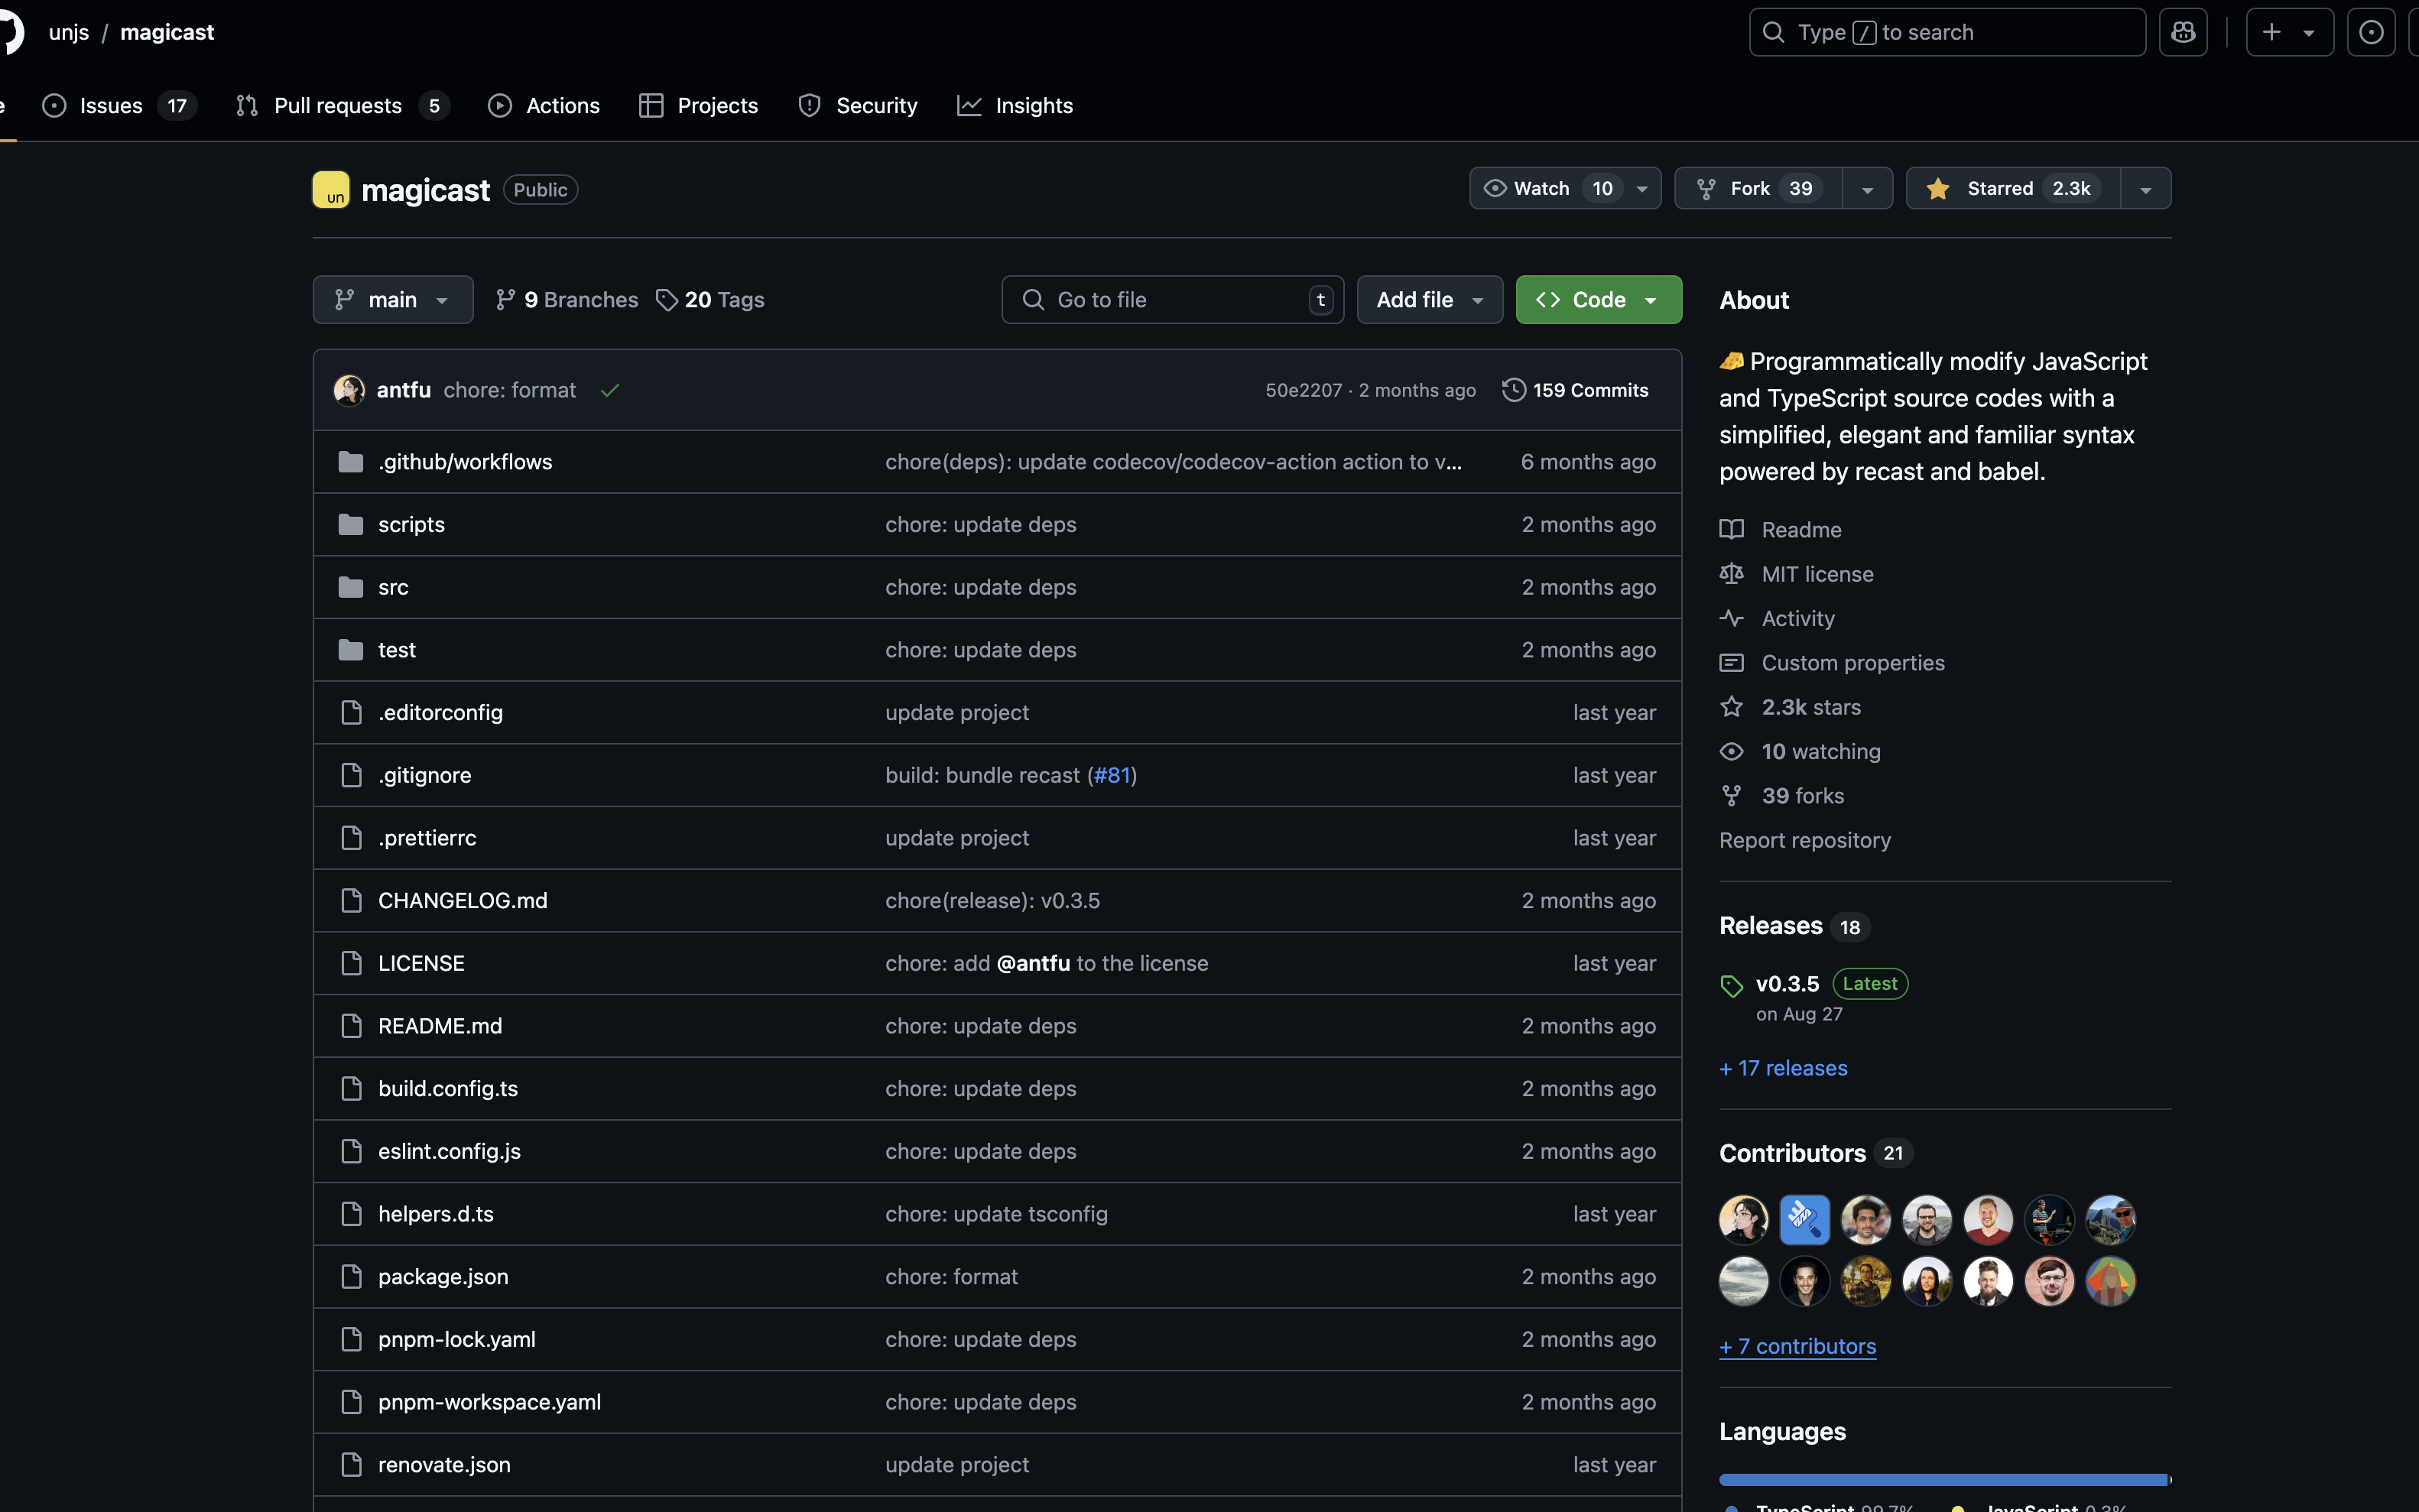 unjs / magicast
Type / to search
Issues 17 Pull requests 5 Actions Projects Security Insights
un magicast Public
Watch 10 Fork 39 Starred 2.3k
main 9 Branches 20 Tags
Go to file t Add file Code
antfu chore: format 50e2207 · 2 months ago 159 Commits
.github/workflows chore(deps): update codecov/codecov-action action to v... 6 months ago
scripts chore: update deps 2 months ago
src chore: update deps 2 months ago
test chore: update deps 2 months ago
.editorconfig update project last year
.gitignore build: bundle recast (#81) last year
.prettierrc update project last year
CHANGELOG.md chore(release): v0.3.5 2 months ago
LICENSE chore: add @antfu to the license last year
README.md chore: update deps 2 months ago
build.config.ts chore: update deps 2 months ago
eslint.config.js chore: update deps 2 months ago
helpers.d.ts chore: update tsconfig last year
package.json chore: format 2 months ago
pnpm-lock.yaml chore: update deps 2 months ago
pnpm-workspace.yaml chore: update deps 2 months ago
renovate.json update project last year
About
🧀 Programmatically modify JavaScript
and TypeScript source codes with a
simplified, elegant and familiar syntax
powered by recast and babel.
Readme
MIT license
Activity
Custom properties
2.3k stars
10 watching
39 forks
Report repository
Releases 18
v0.3.5 Latest
on Aug 27
+ 17 releases
Contributors 21
+ 7 contributors
Languages
TypeScript 99.7% JavaScript 0.3%